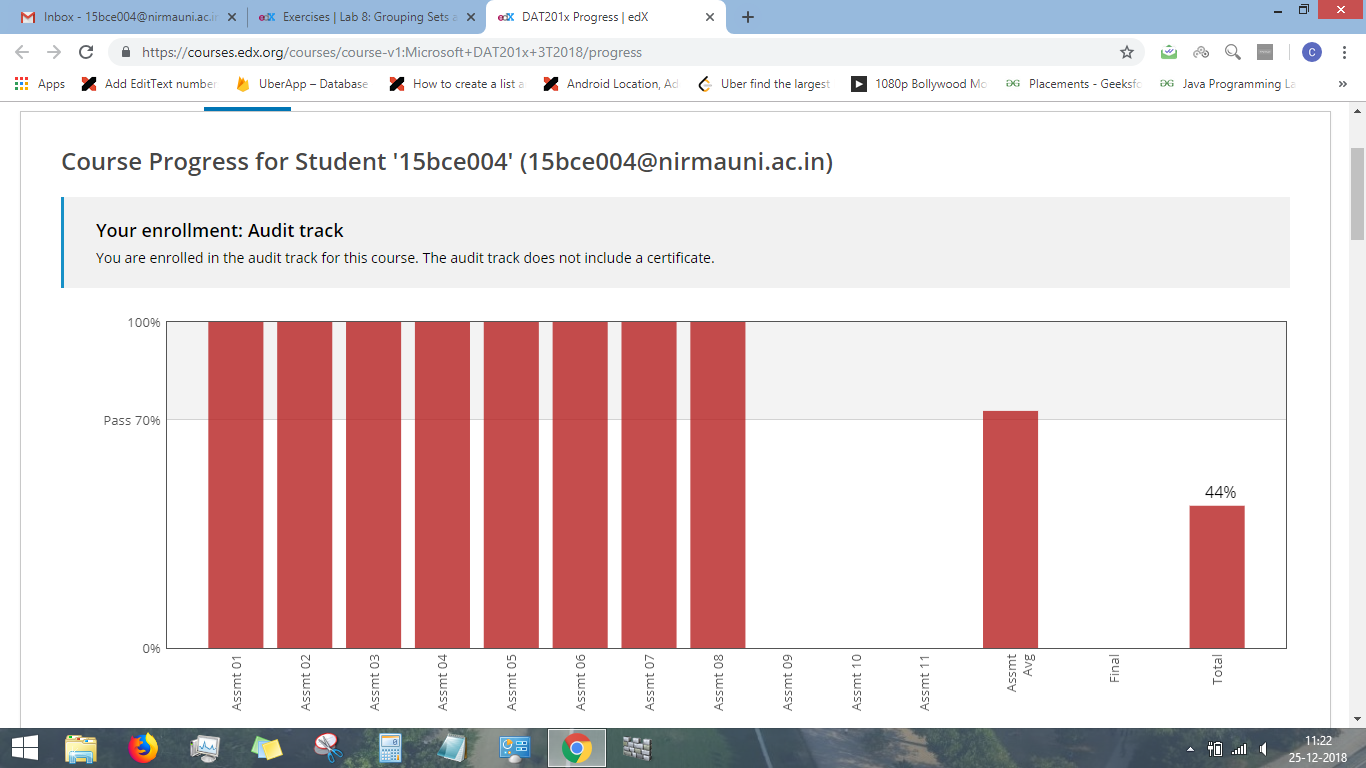 Inbox - 15bce004@nirmauni.ac.in
edX Exercises | Lab 8: Grouping Sets a
edX DAT201x Progress | edX
https://courses.edx.org/courses/course-v1:Microsoft+DAT201x+3T2018/progress
C
Apps
Add EditText number
UberApp – Database
How to create a list a
Android Location, Ad
Uber find the largest
1080p Bollywood Mo
Placements - Geeksfo
Java Programming La
»
Course Progress for Student '15bce004' (15bce004@nirmauni.ac.in)
Your enrollment: Audit track
You are enrolled in the audit track for this course. The audit track does not include a certificate.
100%
Pass 70%
0%
44%
Assmt 01
Assmt 02
Assmt 03
Assmt 04
Assmt 05
Assmt 06
Assmt 07
Assmt 08
Assmt 09
Assmt 10
Assmt 11
Assmt
Avg
Final
Total
11:22
25-12-2018